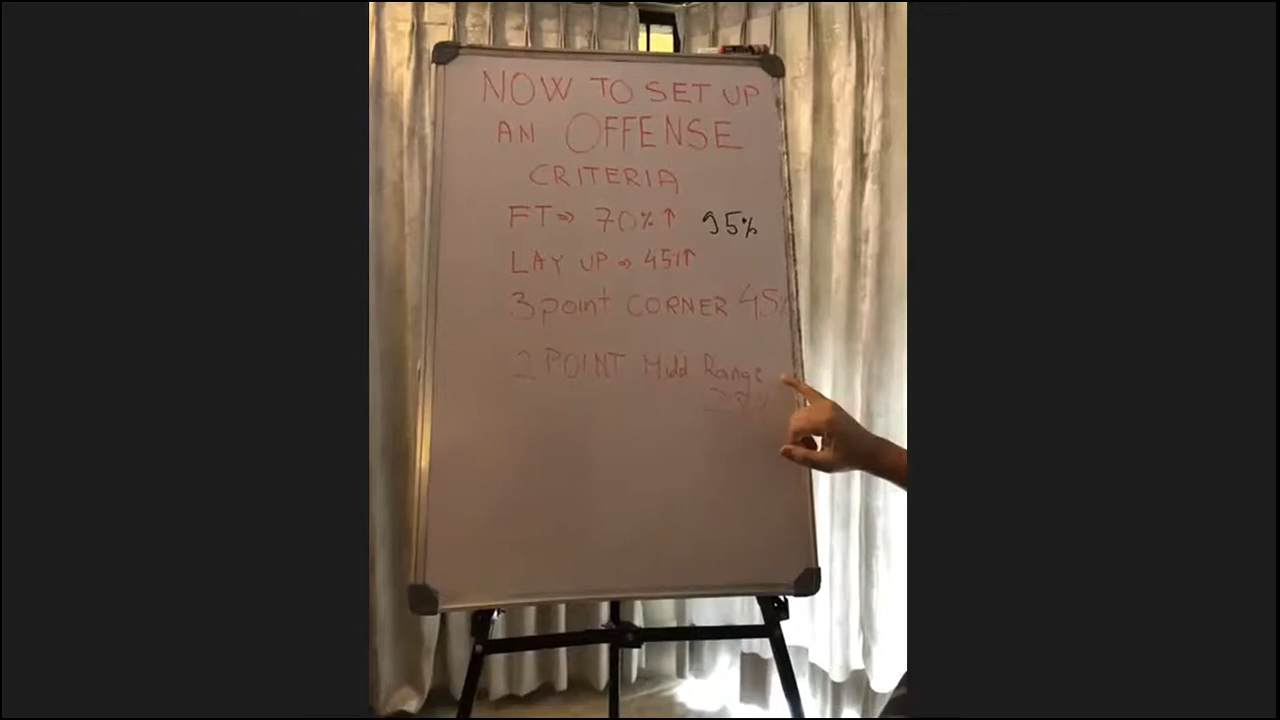 NOW TO SET UP
AN OFFENSE
CRITERIA
FT ⇒ 70% ↑ 95%
LAY UP ⇒ 45% ↑
3 point CORNER 45%
2 POINT Midd Range